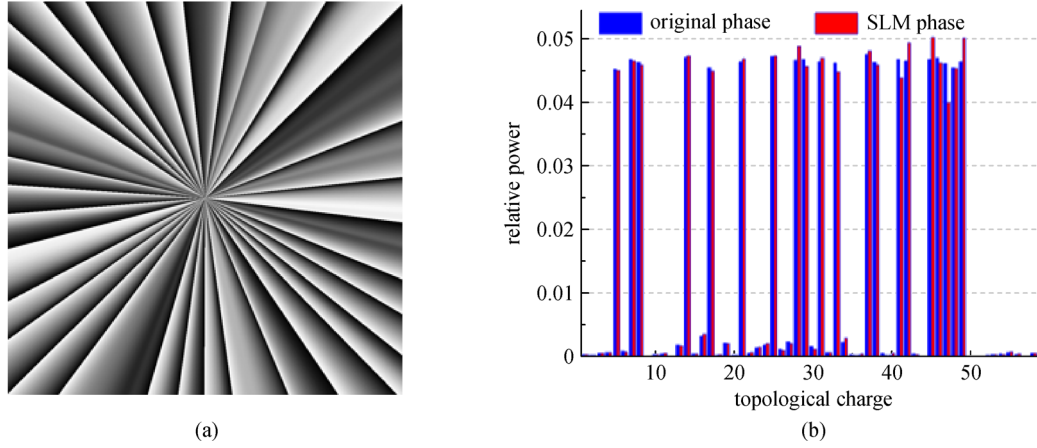 original phase
SLM phase
0.05
0.04
0.03
0.02
0.01
0
relative power
10
20
30
40
50
topological charge
(a)
(b)